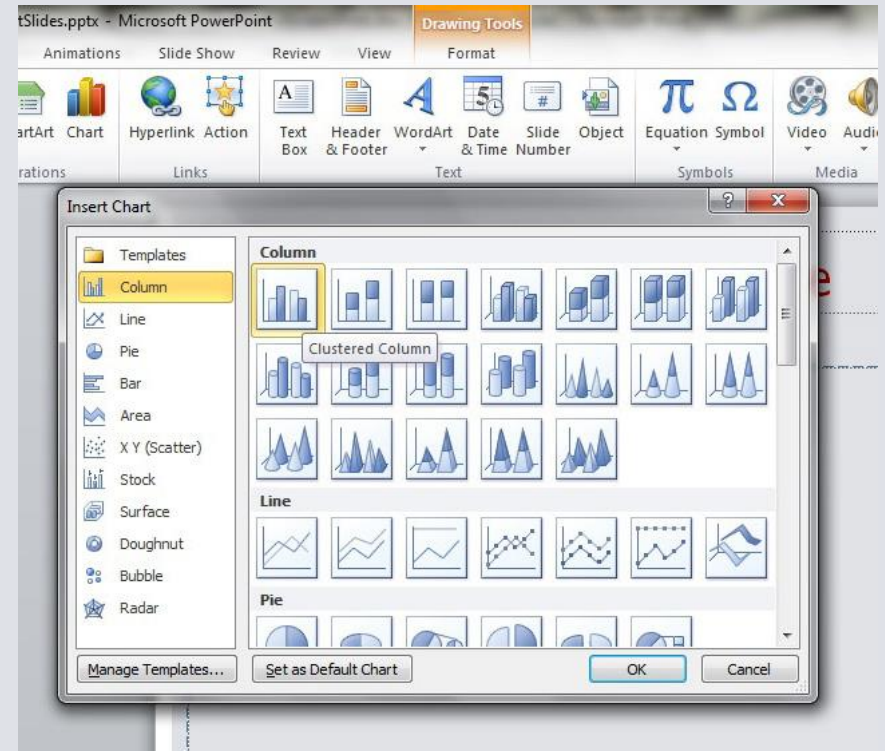 tSlides.pptx - Microsoft PowerPoint
Drawing Tools
Animations Slide Show Review View Format
artArt Chart Hyperlink Action Text Box Header & Footer WordArt Date & Time Slide Number Object Equation Symbol Video Audi
rations Links Text Symbols Media
Insert Chart
Templates
Column
Line
Pie
Bar
Area
X Y (Scatter)
Stock
Surface
Doughnut
Bubble
Radar
Column
Clustered Column
Line
Pie
Manage Templates... Set as Default Chart OK Cancel
e